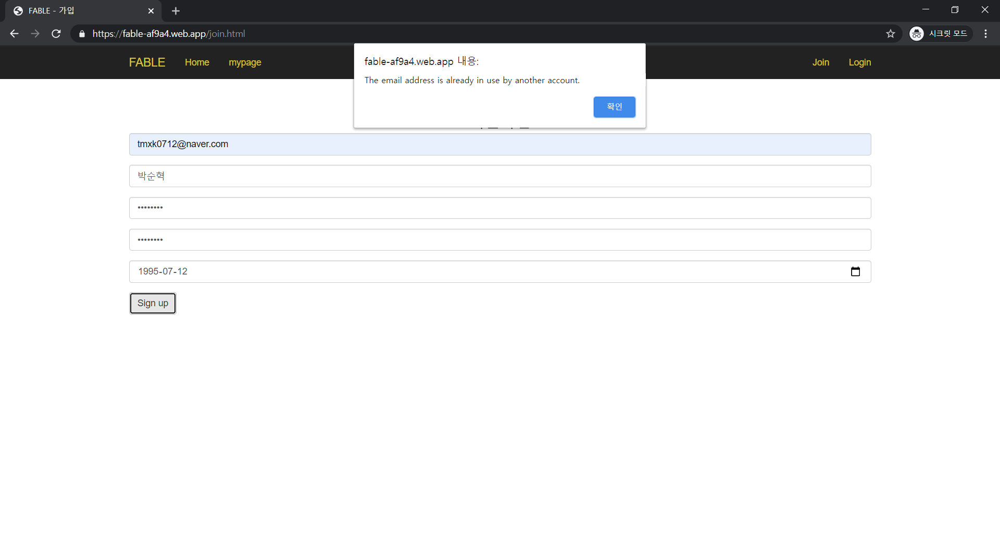 FABLE - 가입
https://fable-af9a4.web.app/join.html
시크릿 모드
FABLE Home mypage Join Login
fable-af9a4.web.app 내용:
The email address is already in use by another account.
확인
tmxk0712@naver.com
박순혁
••••••••
••••••••
1995-07-12
Sign up